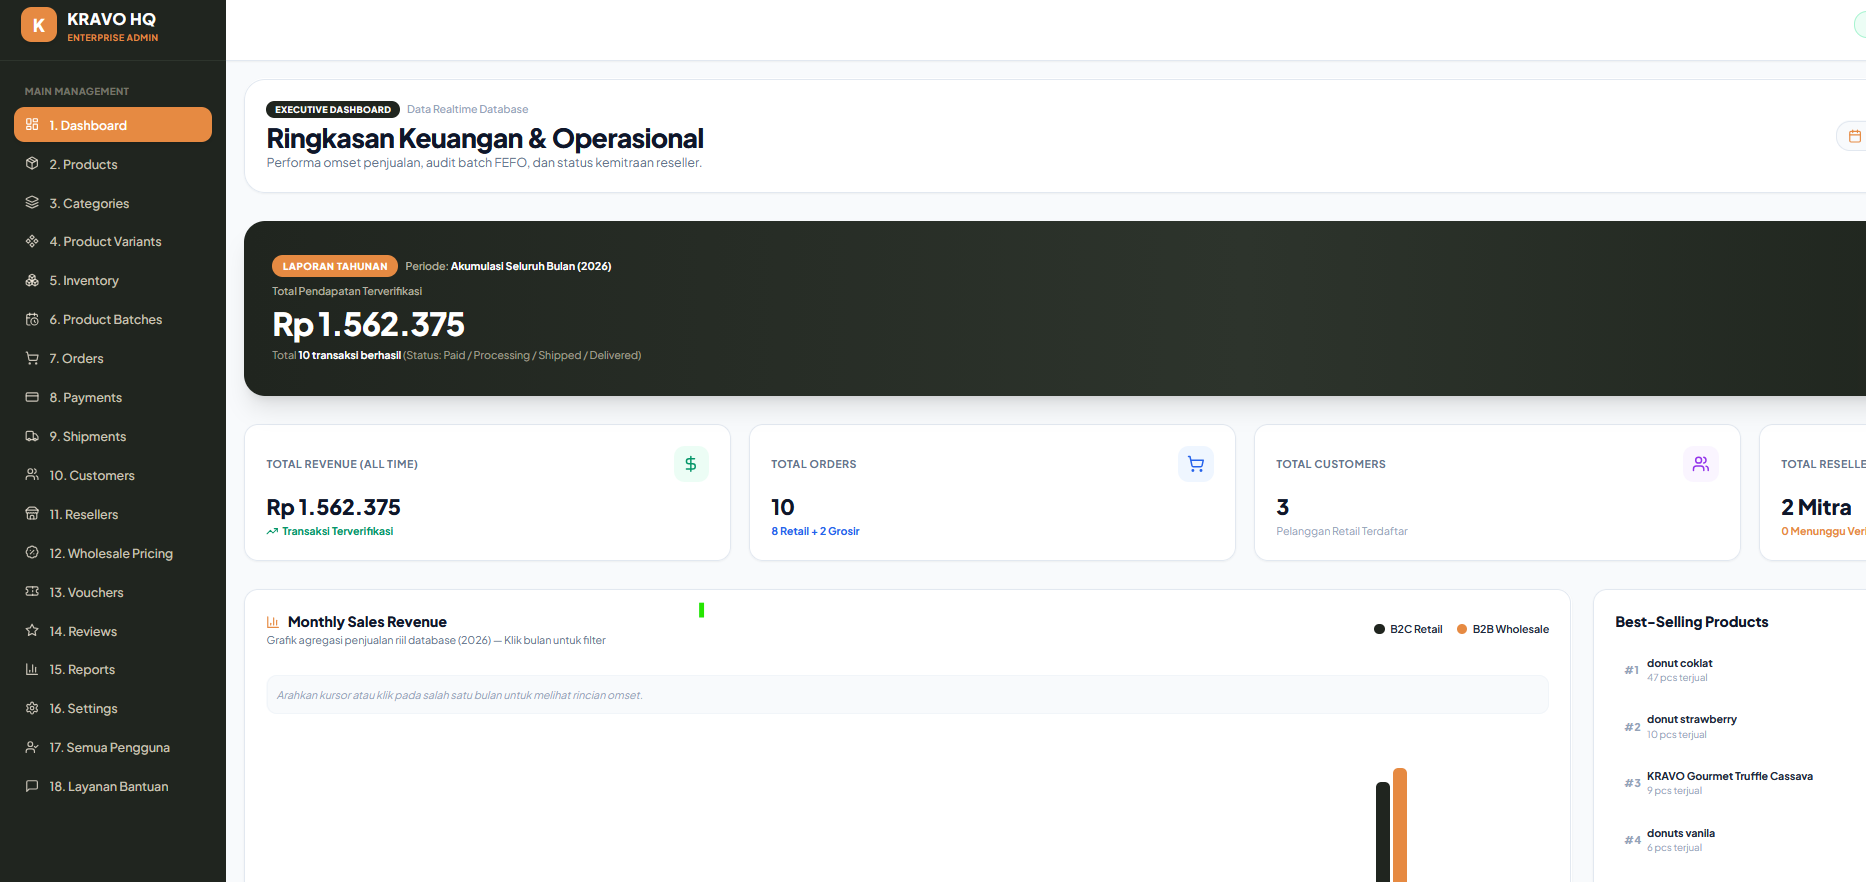 K
KRAVO HQ
ENTERPRISE ADMIN
MAIN MANAGEMENT
1. Dashboard
2. Products
3. Categories
4. Product Variants
5. Inventory
6. Product Batches
7. Orders
8. Payments
9. Shipments
10. Customers
11. Resellers
12. Wholesale Pricing
13. Vouchers
14. Reviews
15. Reports
16. Settings
17. Semua Pengguna
18. Layanan Bantuan
EXECUTIVE DASHBOARD Data Realtime Database
Ringkasan Keuangan & Operasional
Performa omset penjualan, audit batch FEFO, dan status kemitraan reseller.
LAPORAN TAHUNAN Periode: Akumulasi Seluruh Bulan (2026)
Total Pendapatan Terverifikasi
Rp 1.562.375
Total 10 transaksi berhasil (Status: Paid / Processing / Shipped / Delivered)
TOTAL REVENUE (ALL TIME)
Rp 1.562.375
Transaksi Terverifikasi
TOTAL ORDERS
10
8 Retail + 2 Grosir
TOTAL CUSTOMERS
3
Pelanggan Retail Terdaftar
TOTAL RESELLE
2 Mitra
0 Menunggu Veri
Monthly Sales Revenue
Grafik agregasi penjualan riil database (2026) — Klik bulan untuk filter
B2C Retail B2B Wholesale
Arahkan kursor atau klik pada salah satu bulan untuk melihat rincian omset.
Best-Selling Products
#1 donut coklat
47 pcs terjual
#2 donut strawberry
10 pcs terjual
#3 KRAVO Gourmet Truffle Cassava
9 pcs terjual
#4 donuts vanila
6 pcs terjual